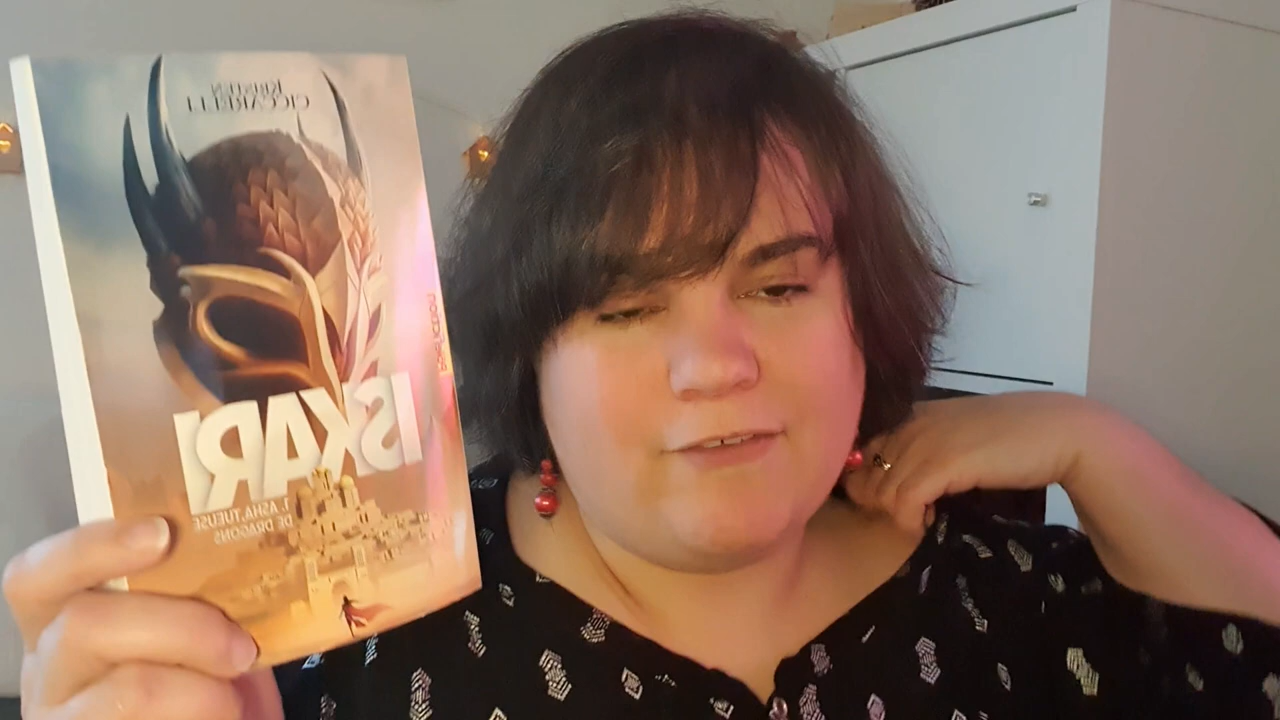 KRISTEN
CICCARELLI
ISKARI
1. ASHA, TUEUSE
DE DRAGONS